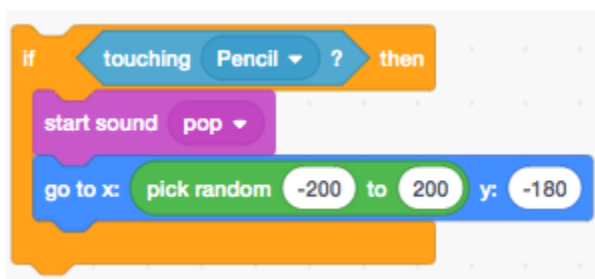 if touching Pencil ? then
start sound pop
go to x: pick random -200 to 200 y: -180